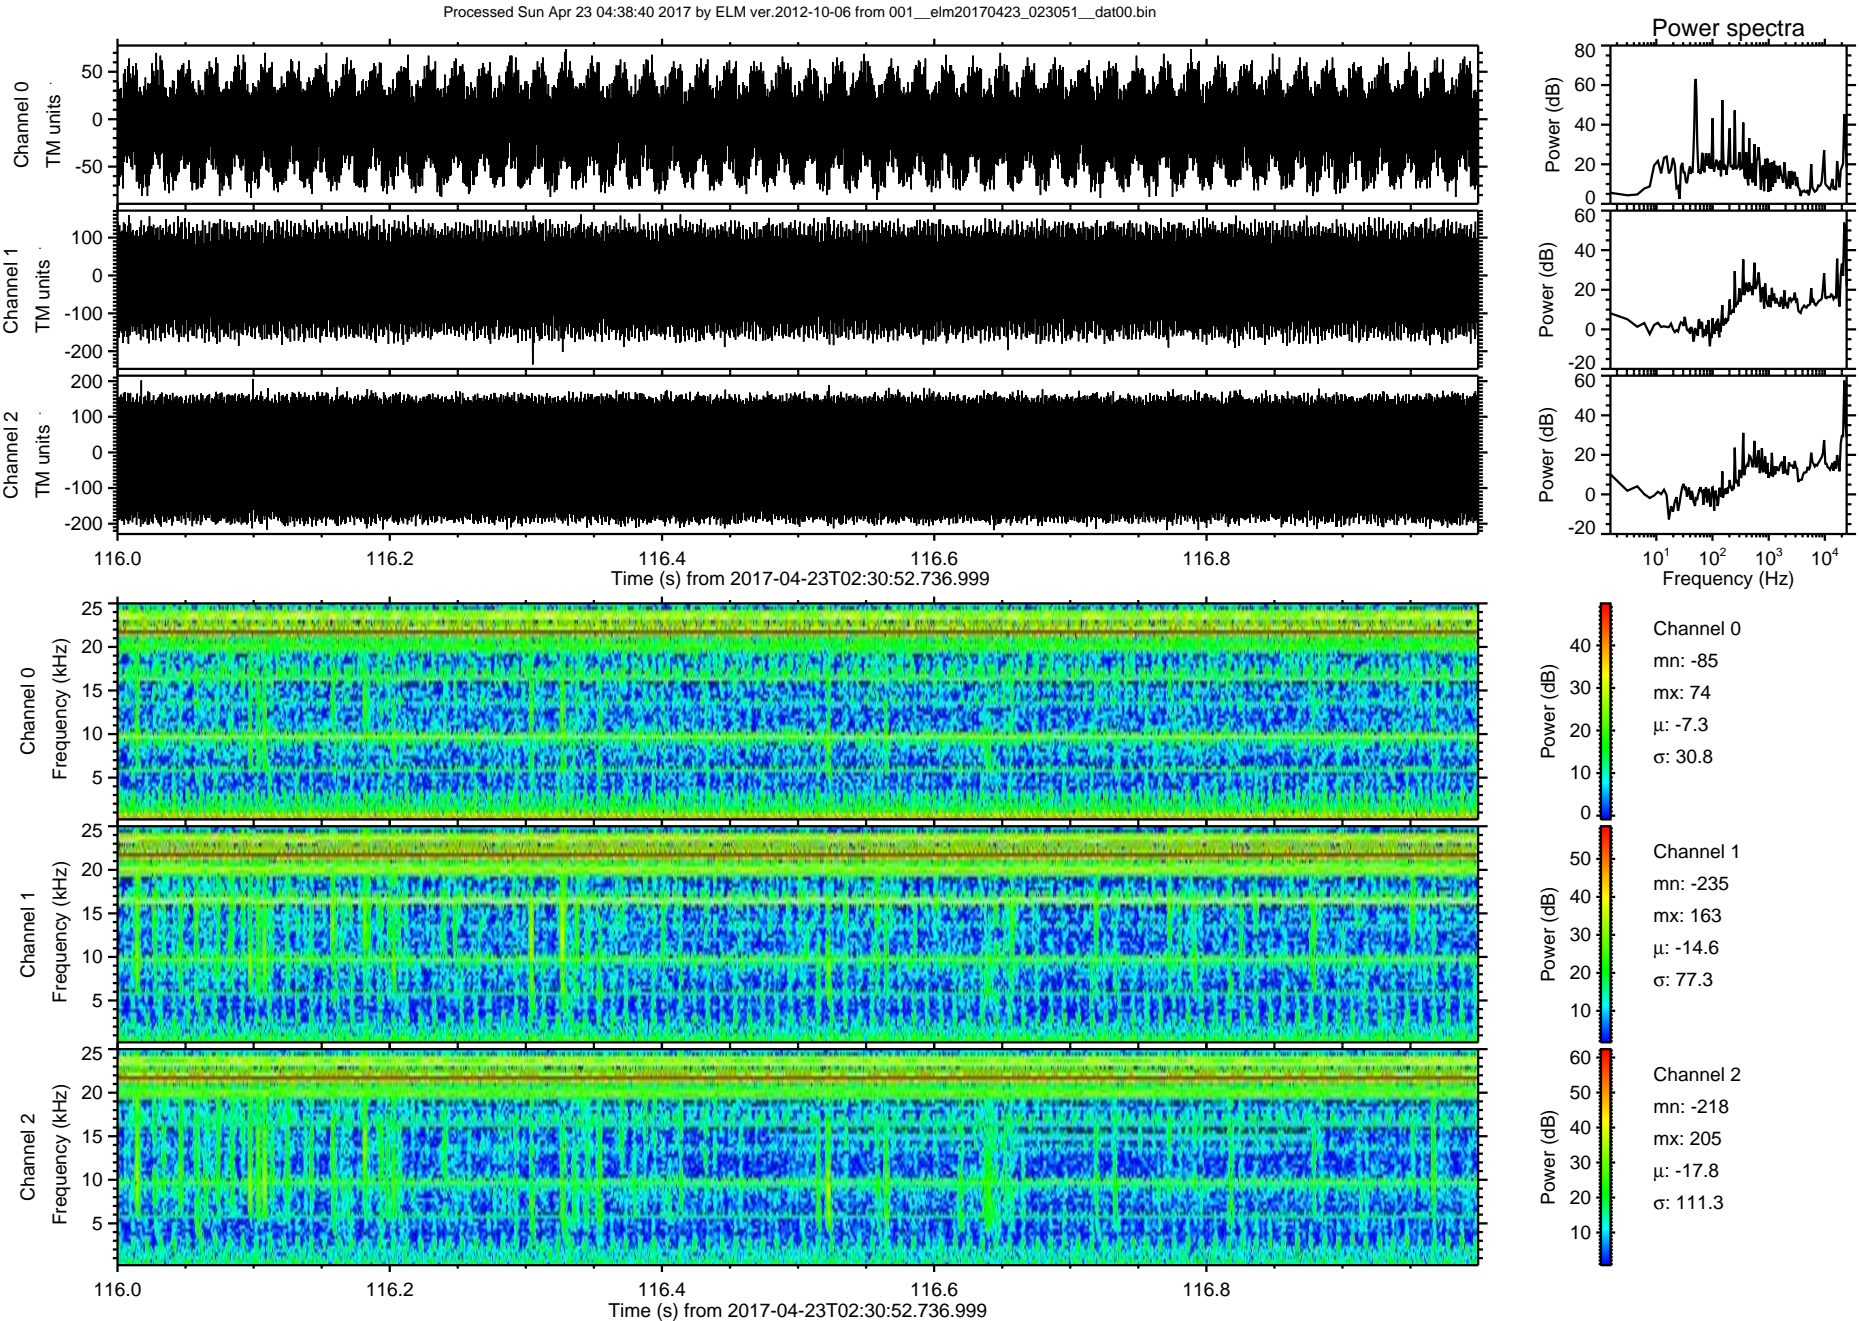 Processed Sun Apr 23 04:38:40 2017 by ELM ver.2012-10-06 from 001__elm20170423_023051__dat00.bin
Power spectra
Channel 0
TM units
50
0
-50
Power (dB)
80
60
40
20
0
Channel 1
TM units
100
0
-100
-200
Power (dB)
60
40
20
0
-20
Channel 2
TM units
200
100
0
-100
-200
Power (dB)
60
40
20
0
-20
116.0 116.2 116.4 116.6 116.8
Time (s) from 2017-04-23T02:30:52.736.999
10¹ 10² 10³ 10⁴
Frequency (Hz)
Channel 0
Frequency (kHz)
25
20
15
10
5
Power (dB)
40
30
20
10
0
Channel 0
mn: -85
mx: 74
μ: -7.3
σ: 30.8
Channel 1
Frequency (kHz)
25
20
15
10
5
Power (dB)
50
40
30
20
10
Channel 1
mn: -235
mx: 163
μ: -14.6
σ: 77.3
Channel 2
Frequency (kHz)
25
20
15
10
5
Power (dB)
60
50
40
30
20
10
Channel 2
mn: -218
mx: 205
μ: -17.8
σ: 111.3
116.0 116.2 116.4 116.6 116.8
Time (s) from 2017-04-23T02:30:52.736.999